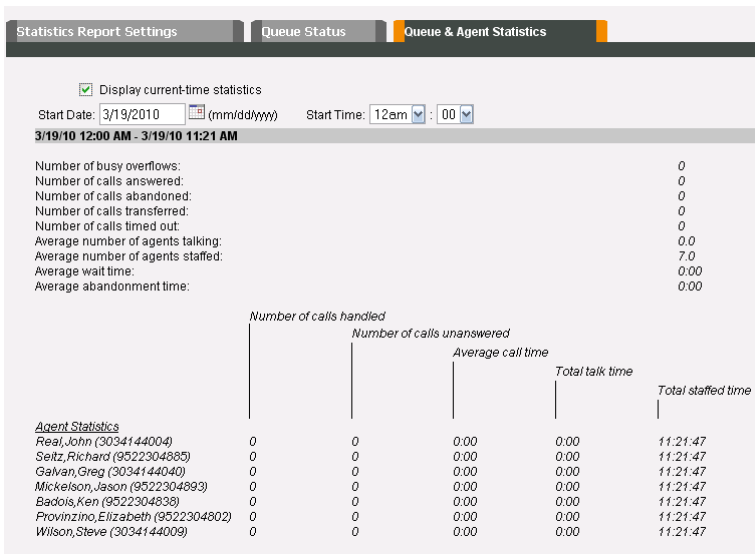 Statistics Report Settings Queue Status Queue & Agent Statistics
Display current-time statistics
Start Date: 3/19/2010 (mm/dd/yyyy) Start Time: 12am : 00
3/19/10 12:00 AM - 3/19/10 11:21 AM
Number of busy overflows: 0
Number of calls answered: 0
Number of calls abandoned: 0
Number of calls transferred: 0
Number of calls timed out: 0
Average number of agents talking: 0.0
Average number of agents staffed: 7.0
Average wait time: 0:00
Average abandonment time: 0:00
Number of calls handled
Number of calls unanswered
Average call time
Total talk time
Total staffed time
Agent Statistics
Real,John (3034144004) 0 0 0:00 0:00 11:21:47
Seitz,Richard (9522304885) 0 0 0:00 0:00 11:21:47
Galvan,Greg (3034144040) 0 0 0:00 0:00 11:21:47
Mickelson,Jason (9522304893) 0 0 0:00 0:00 11:21:47
Badois,Ken (9522304838) 0 0 0:00 0:00 11:21:47
Provinzino,Elizabeth (9522304802) 0 0 0:00 0:00 11:21:47
Wilson,Steve (3034144009) 0 0 0:00 0:00 11:21:47